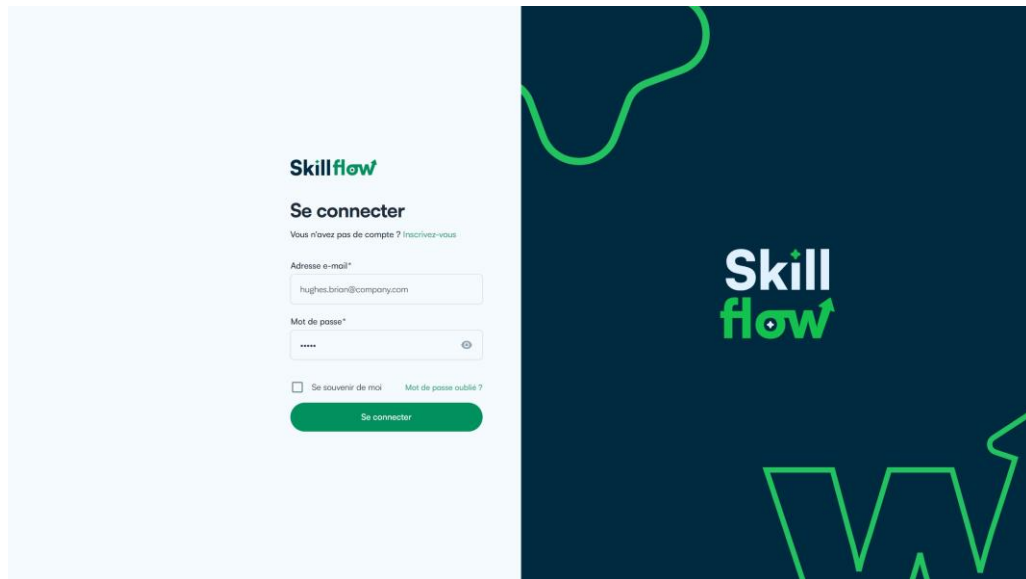 Skillflow
Se connecter
Vous n'avez pas de compte ? Inscrivez-vous
Adresse e-mail*
hughes.brian@company.com
Mot de passe*
•••••
Se souvenir de moi Mot de passe oublié ?
Se connecter
Skill
flow
W